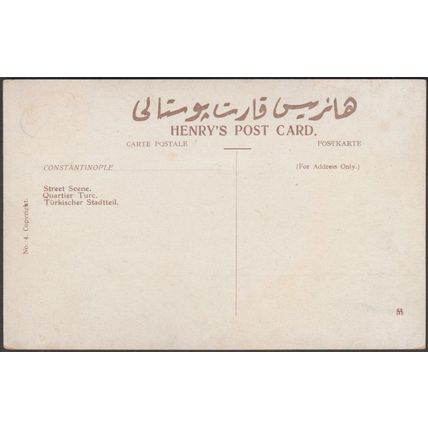 هانریس قارت پوستالی
HENRY'S POST CARD.
CARTE POSTALE
POSTKARTE
CONSTANTINOPLE
(For Address Only.)
Street Scene.
Quartier Turc.
Türkischer Stadtteil.
No. 4. Copyright.